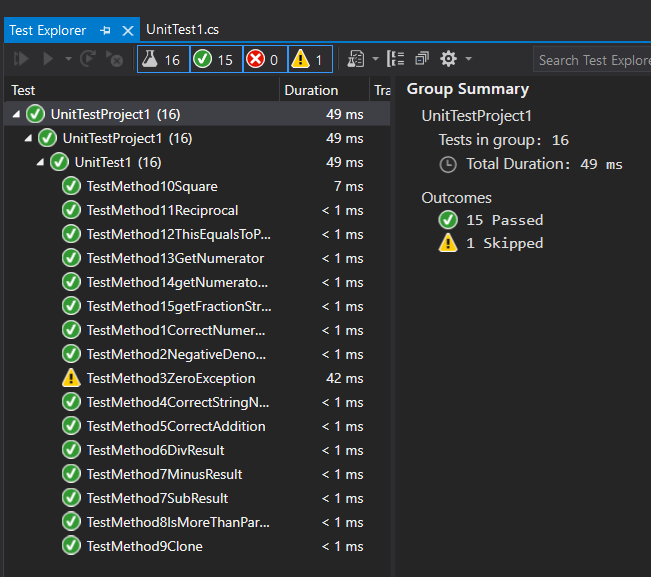 Test Explorer UnitTest1.cs
16 15 0 1 Search Test Explore
Test Duration Tra
UnitTestProject1 (16) 49 ms
UnitTestProject1 (16) 49 ms
UnitTest1 (16) 49 ms
TestMethod10Square 7 ms
TestMethod11Reciprocal < 1 ms
TestMethod12ThisEqualsToP... < 1 ms
TestMethod13GetNumerator < 1 ms
TestMethod14getNumerato... < 1 ms
TestMethod15getFractionStr... < 1 ms
TestMethod1CorrectNumer... < 1 ms
TestMethod2NegativeDeno... < 1 ms
TestMethod3ZeroException 42 ms
TestMethod4CorrectStringN... < 1 ms
TestMethod5CorrectAddition < 1 ms
TestMethod6DivResult < 1 ms
TestMethod7MinusResult < 1 ms
TestMethod7SubResult < 1 ms
TestMethod8IsMoreThanPar... < 1 ms
TestMethod9Clone < 1 ms
Group Summary
UnitTestProject1
Tests in group: 16
Total Duration: 49 ms
Outcomes
15 Passed
1 Skipped